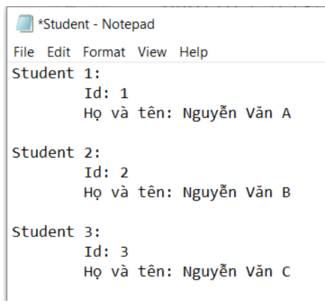 *Student - Notepad
File Edit Format View Help
Student 1:
Id: 1
Họ và tên: Nguyễn Văn A
Student 2:
Id: 2
Họ và tên: Nguyễn Văn B
Student 3:
Id: 3
Họ và tên: Nguyễn Văn C